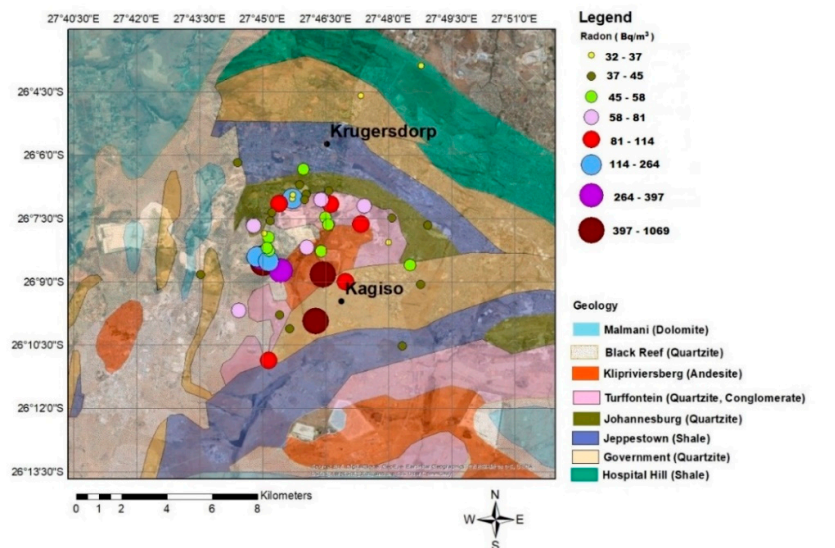 27°40'30"E 27°42'0"E 27°43'30"E 27°45'0"E 27°46'30"E 27°48'0"E 27°49'30"E 27°51'0"E
26°4'30"S
26°6'0"S
26°7'30"S
26°9'0"S
26°10'30"S
26°12'0"S
26°13'30"S
Krugersdorp
Kagiso
Kilometers
0 1 2 4 6 8
N
W E
S
Legend
Radon ( Bq/m³ )
32 - 37
37 - 45
45 - 58
58 - 81
81 - 114
114 - 264
264 - 397
397 - 1069
Geology
Malmani (Dolomite)
Black Reef (Quartzite)
Klipriviersberg (Andesite)
Turffontein (Quartzite, Conglomerate)
Johannesburg (Quartzite)
Jeppestown (Shale)
Government (Quartzite)
Hospital Hill (Shale)